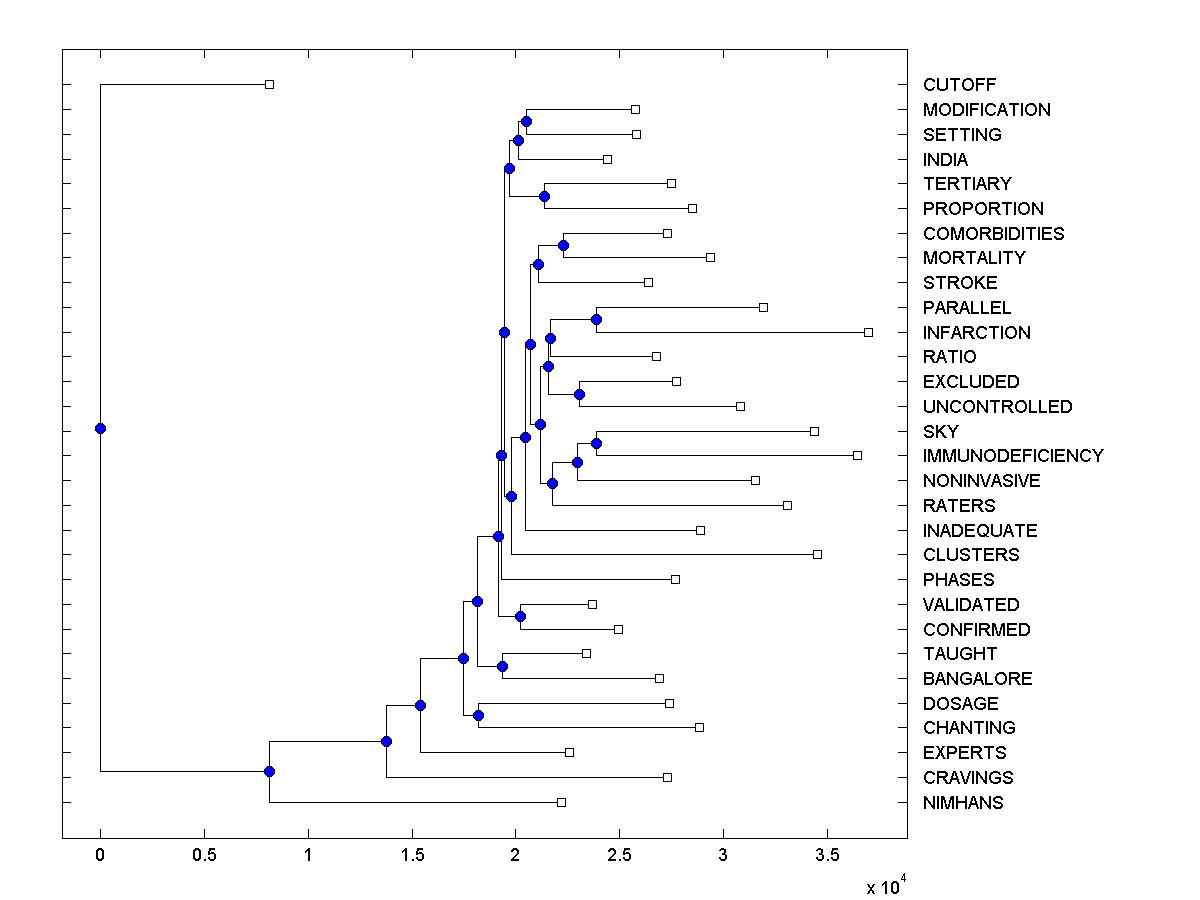 CUTOFF
MODIFICATION
SETTING
INDIA
TERTIARY
PROPORTION
COMORBIDITIES
MORTALITY
STROKE
PARALLEL
INFARCTION
RATIO
EXCLUDED
UNCONTROLLED
SKY
IMMUNODEFICIENCY
NONINVASIVE
RATERS
INADEQUATE
CLUSTERS
PHASES
VALIDATED
CONFIRMED
TAUGHT
BANGALORE
DOSAGE
CHANTING
EXPERTS
CRAVINGS
NIMHANS
0 0.5 1 1.5 2 2.5 3 3.5
x 10^4